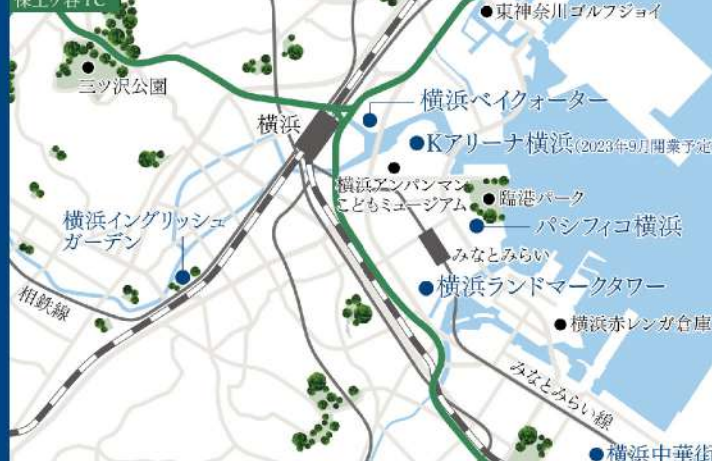 保土ケ谷TC
東神奈川ゴルフジョイ
三ツ沢公園
横浜ベイクォーター
横浜
Kアリーナ横浜(2023年9月開業予定
横浜アンパンマン
こどもミュージアム
臨港パーク
横浜イングリッシュ
ガーデン
パシフィコ横浜
みなとみらい
横浜ランドマークタワー
相鉄線
横浜赤レンガ倉庫
みなとみらい線
横浜中華街